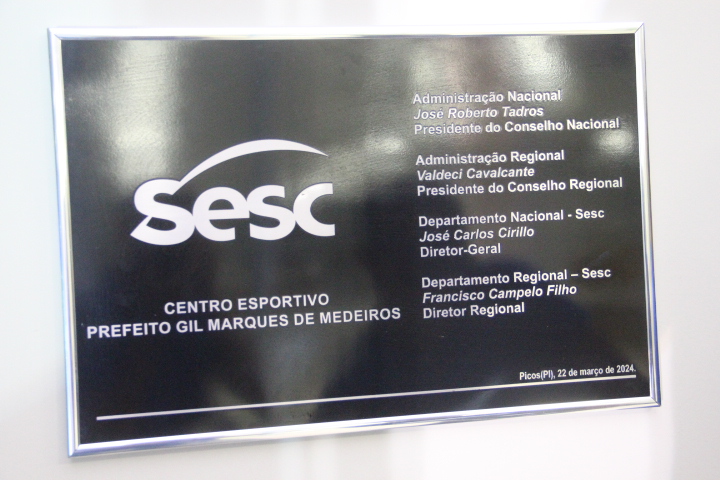 Sesc
CENTRO ESPORTIVO
PREFEITO GIL MARQUES DE MEDEIROS
Administração Nacional
José Roberto Tadros
Presidente do Conselho Nacional
Administração Regional
Valdeci Cavalcante
Presidente do Conselho Regional
Departamento Nacional - Sesc
José Carlos Cirillo
Diretor-Geral
Departamento Regional – Sesc
Francisco Campelo Filho
Diretor Regional
Picos(PI), 22 de março de 2024.